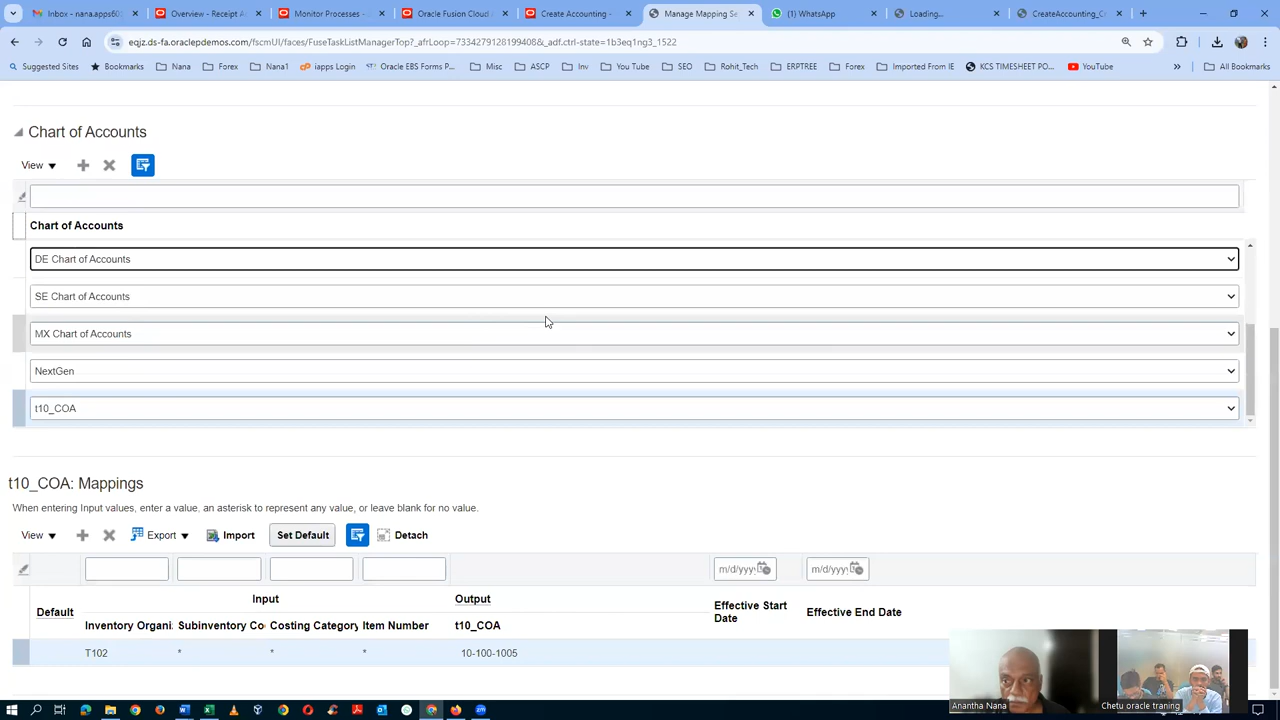 Inbox - nana.apps60
Overview - Receipt A
Monitor Processes -
Oracle Fusion Cloud
Create Accounting -
Manage Mapping Se
(1) WhatsApp
Loading...
CreateAccounting_C
eqjz.ds-fa.oraclepdemos.com/fscmUI/faces/FuseTaskListManagerTop?_afrLoop=7334279128199408&_adf.ctrl-state=1b3eq1ng3_1522
Suggested Sites
Bookmarks
Nana
Forex
Nana1
iapps Login
Oracle EBS Forms P...
Misc
ASCP
Inv
You Tube
SEO
Rohit_Tech
ERPTREE
Forex
Imported From IE
KCS TIMESHEET PO...
YouTube
»
All Bookmarks
Chart of Accounts
View
Chart of Accounts
DE Chart of Accounts
SE Chart of Accounts
MX Chart of Accounts
NextGen
t10_COA
t10_COA: Mappings
When entering Input values, enter a value, an asterisk to represent any value, or leave blank for no value.
View
Export
Import
Set Default
Detach
m/d/yyy
m/d/yyy
Default
Input
Output
Effective Start Date
Effective End Date
Inventory Organi
Subinventory Co
Costing Category
Item Number
t10_COA
T102 * * * 10-100-1005
Anantha Nana
Chetu oracle traning